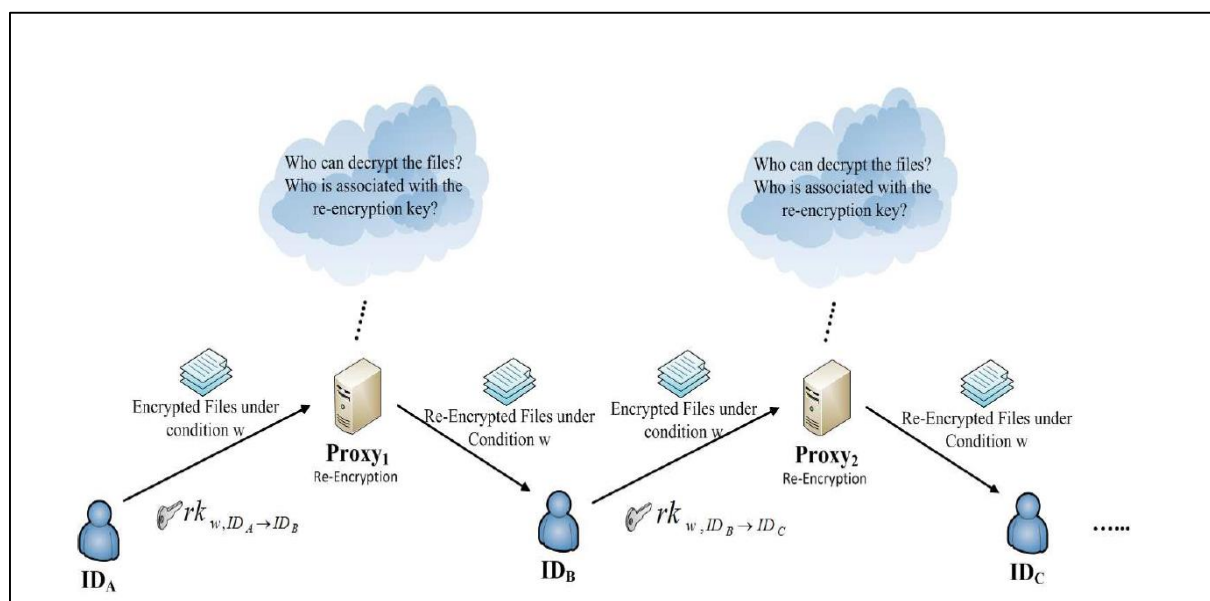 Who can decrypt the files?
Who is associated with the
re-encryption key?
Who can decrypt the files?
Who is associated with the
re-encryption key?
Encrypted Files under
condition w
Proxy₁
Re-Encryption
Re-Encrypted Files under
Condition w
Encrypted Files under
condition w
Proxy₂
Re-Encryption
Re-Encrypted Files under
Condition w
rk w,ID_A→ID_B
rk w,ID_B→ID_C
ID_A
ID_B
ID_C
......